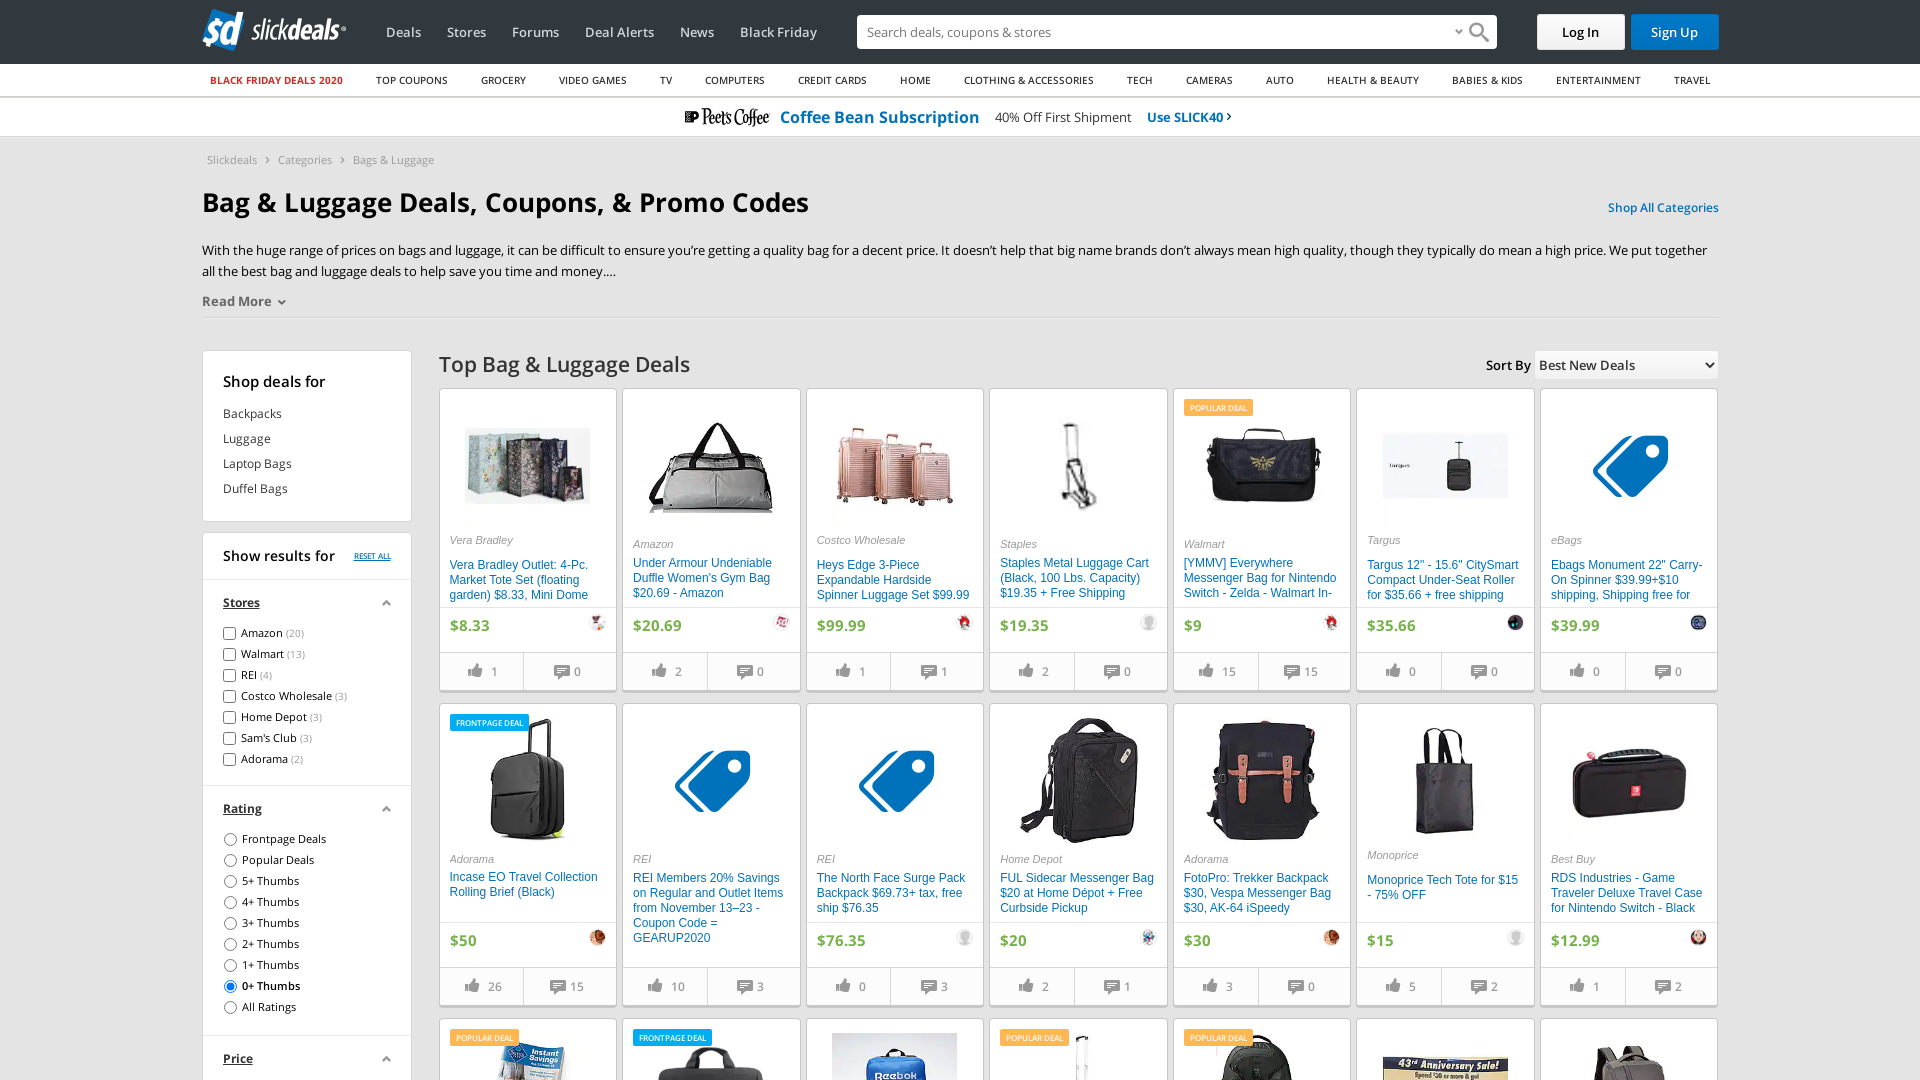 sd slickdeals
Deals
Stores
Forums
Deal Alerts
News
Black Friday
Search deals, coupons & stores
Log In
Sign Up
BLACK FRIDAY DEALS 2020
TOP COUPONS
GROCERY
VIDEO GAMES
TV
COMPUTERS
CREDIT CARDS
HOME
CLOTHING & ACCESSORIES
TECH
CAMERAS
AUTO
HEALTH & BEAUTY
BABIES & KIDS
ENTERTAINMENT
TRAVEL
Peet's Coffee Coffee Bean Subscription 40% Off First Shipment Use SLICK40
Slickdeals › Categories › Bags & Luggage
Bag & Luggage Deals, Coupons, & Promo Codes
Shop All Categories
With the huge range of prices on bags and luggage, it can be difficult to ensure you’re getting a quality bag for a decent price. It doesn’t help that big name brands don’t always mean high quality, though they typically do mean a high price. We put together
all the best bag and luggage deals to help save you time and money....
Read More
Shop deals for
Backpacks
Luggage
Laptop Bags
Duffel Bags
Show results for
RESET ALL
Stores
Amazon (20)
Walmart (13)
REI (4)
Costco Wholesale (3)
Home Depot (3)
Sam's Club (3)
Adorama (2)
Rating
Frontpage Deals
Popular Deals
5+ Thumbs
4+ Thumbs
3+ Thumbs
2+ Thumbs
1+ Thumbs
0+ Thumbs
All Ratings
Price
Top Bag & Luggage Deals
Sort By
Best New Deals
Vera Bradley
Vera Bradley Outlet: 4-Pc.
Market Tote Set (floating
garden) $8.33, Mini Dome
$8.33
1
0
Amazon
Under Armour Undeniable
Duffle Women's Gym Bag
$20.69 - Amazon
$20.69
2
0
Costco Wholesale
Heys Edge 3-Piece
Expandable Hardside
Spinner Luggage Set $99.99
$99.99
1
1
Staples
Staples Metal Luggage Cart
(Black, 100 Lbs. Capacity)
$19.35 + Free Shipping
$19.35
2
0
POPULAR DEAL
Walmart
[YMMV] Everywhere
Messenger Bag for Nintendo
Switch - Zelda - Walmart In-
$9
15
15
Targus
Targus
Targus 12" - 15.6" CitySmart
Compact Under-Seat Roller
for $35.66 + free shipping
$35.66
0
0
eBags
Ebags Monument 22" Carry-
On Spinner $39.99+$10
shipping, Shipping free for
$39.99
0
0
FRONTPAGE DEAL
Adorama
Incase EO Travel Collection
Rolling Brief (Black)
$50
26
15
REI
REI Members 20% Savings
on Regular and Outlet Items
from November 13–23 -
Coupon Code =
GEARUP2020
10
3
REI
The North Face Surge Pack
Backpack $69.73+ tax, free
ship $76.35
$76.35
0
3
Home Depot
FUL Sidecar Messenger Bag
$20 at Home Dépot + Free
Curbside Pickup
$20
2
1
Adorama
FotoPro: Trekker Backpack
$30, Vespa Messenger Bag
$30, AK-64 iSpeedy
$30
3
0
Monoprice
Monoprice Tech Tote for $15
- 75% OFF
$15
5
2
Best Buy
RDS Industries - Game
Traveler Deluxe Travel Case
for Nintendo Switch - Black
$12.99
1
2
POPULAR DEAL
Instant
Savings
FRONTPAGE DEAL
Reebok
POPULAR DEAL
POPULAR DEAL
43rd Anniversary Sale!
Spend $30 or more & get